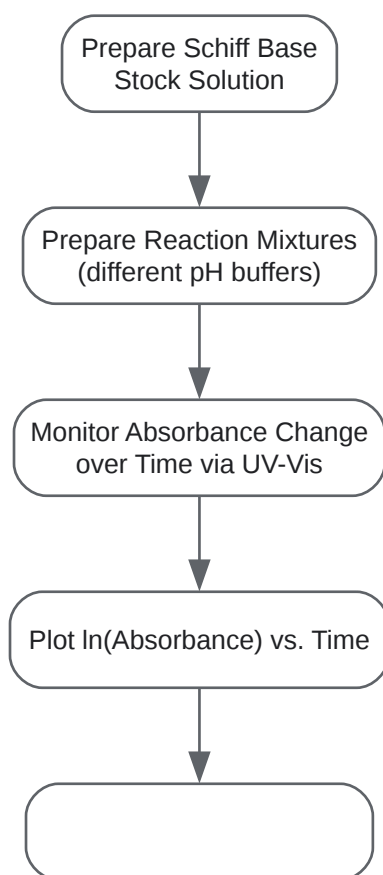 Prepare Schiff Base
Stock Solution
Prepare Reaction Mixtures
(different pH buffers)
Monitor Absorbance Change
over Time via UV-Vis
Plot ln(Absorbance) vs. Time